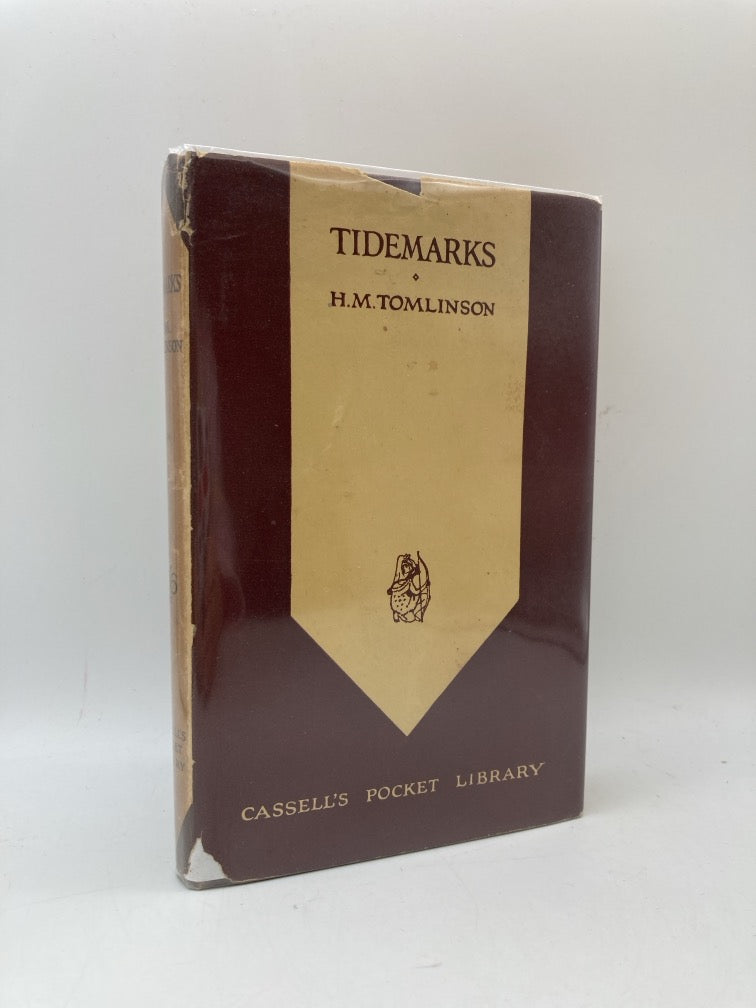 TIDEMARKS
H.M. TOMLINSON
CASSELL'S POCKET LIBRARY